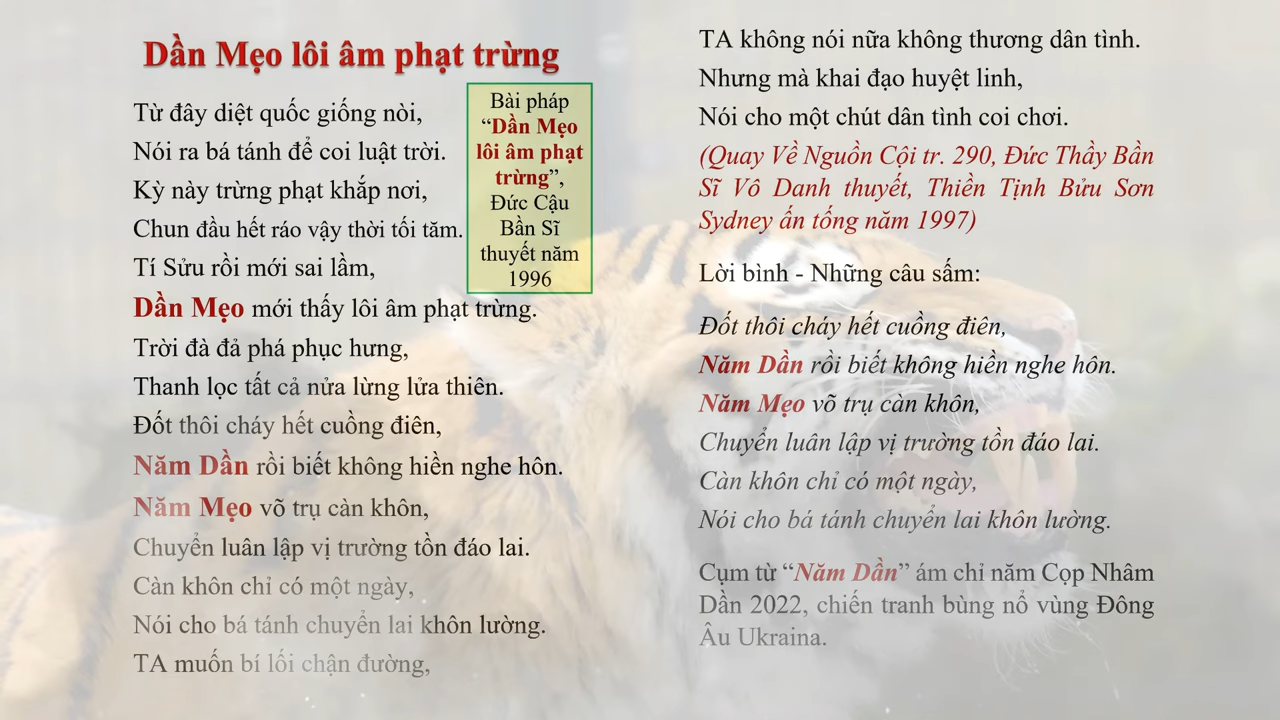 Dần Mẹo lôi âm phạt trừng
Từ đây diệt quốc giống nòi,
Nói ra bá tánh để coi luật trời.
Kỳ này trừng phạt khắp nơi,
Chun đầu hết ráo vậy thời tối tăm.
Tí Sửu rồi mới sai lầm,
Dần Mẹo mới thấy lôi âm phạt trừng.
Trời đà đả phá phục hưng,
Thanh lọc tất cả nửa lừng lửa thiên.
Đốt thôi cháy hết cuồng điên,
Năm Dần rồi biết không hiền nghe hôn.
Năm Mẹo võ trụ càn khôn,
Chuyển luân lập vị trường tồn đáo lai.
Càn khôn chỉ có một ngày,
Nói cho bá tánh chuyển lai khôn lường.
TA muốn bí lối chận đường,
Bài pháp
“Dần Mẹo
lôi âm phạt
trừng”,
Đức Cậu
Bần Sĩ
thuyết năm
1996
TA không nói nữa không thương dân tình.
Nhưng mà khai đạo huyệt linh,
Nói cho một chút dân tình coi chơi.
(Quay Về Nguồn Cội tr. 290, Đức Thầy Bần
Sĩ Vô Danh thuyết, Thiền Tịnh Bửu Sơn
Sydney ấn tống năm 1997)
Lời bình - Những câu sấm:
Đốt thôi cháy hết cuồng điên,
Năm Dần rồi biết không hiền nghe hôn.
Năm Mẹo võ trụ càn khôn,
Chuyển luân lập vị trường tồn đáo lai.
Càn khôn chỉ có một ngày,
Nói cho bá tánh chuyển lai khôn lường.
Cụm từ “Năm Dần” ám chỉ năm Cọp Nhâm
Dần 2022, chiến tranh bùng nổ vùng Đông
Âu Ukraina.